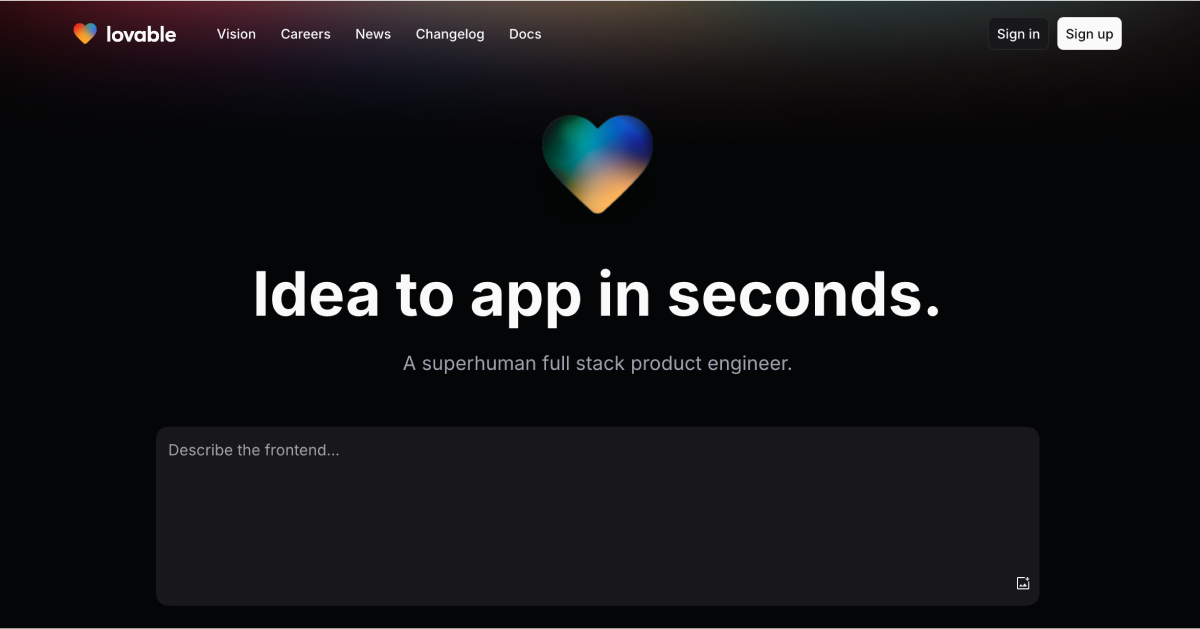 lovable Vision Careers News Changelog Docs Sign in Sign up
Idea to app in seconds.
A superhuman full stack product engineer.
Describe the frontend...